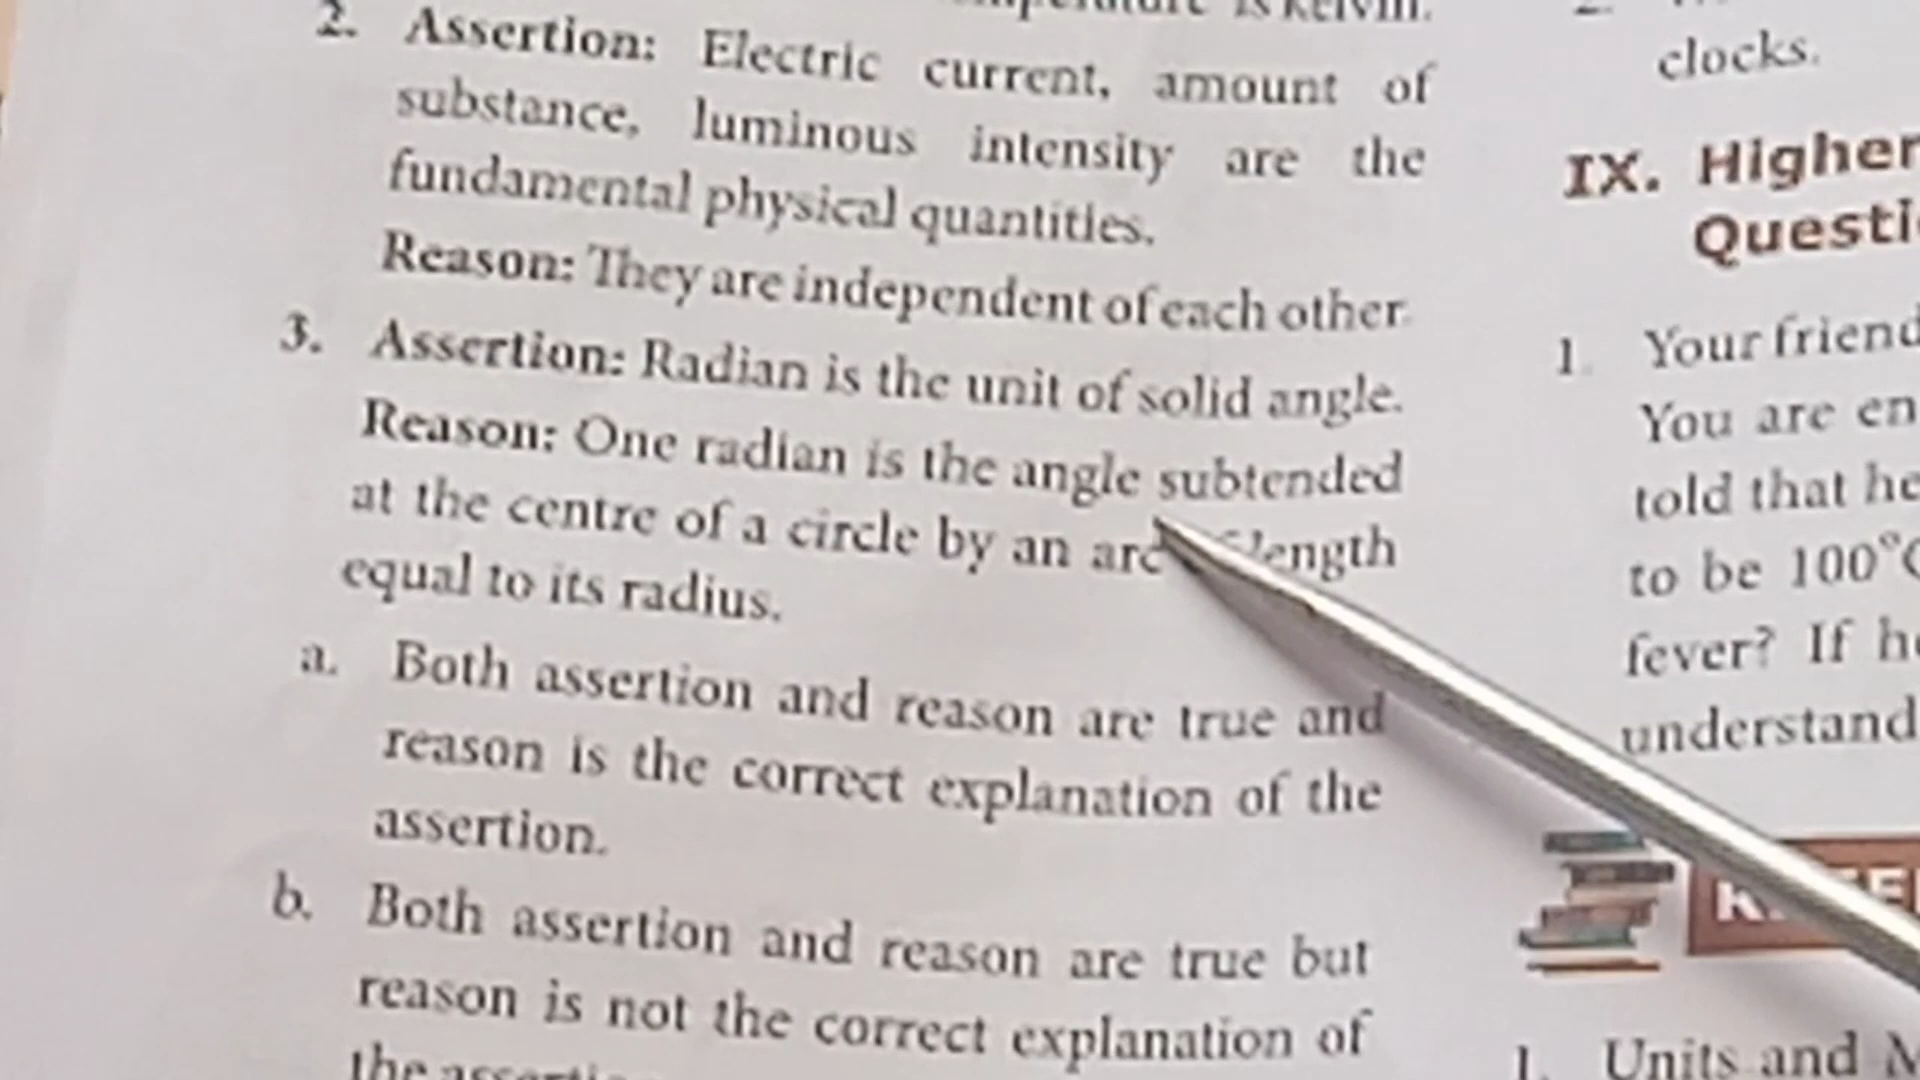 is kelvin.
2. Assertion: Electric current, amount of
substance, luminous intensity are the
fundamental physical quantities.
Reason: They are independent of each other.
3. Assertion: Radian is the unit of solid angle.
Reason: One radian is the angle subtended
at the centre of a circle by an arc length
equal to its radius.
a. Both assertion and reason are true and
reason is the correct explanation of the
assertion.
b. Both assertion and reason are true but
reason is not the correct explanation of
the
clocks.
IX. Higher
Questi
1. Your friend
You are en
told that he
to be 100°C
fever? If he
understand
1. Units and M